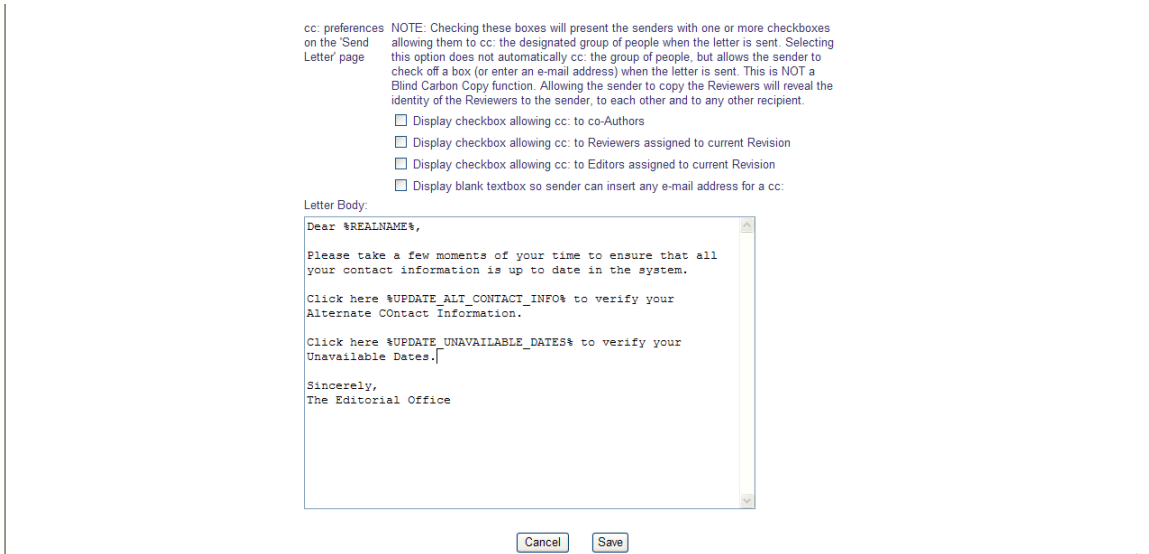 cc: preferences on the 'Send Letter' page
NOTE: Checking these boxes will present the senders with one or more checkboxes
allowing them to cc: the designated group of people when the letter is sent. Selecting
this option does not automatically cc: the group of people, but allows the sender to
check off a box (or enter an e-mail address) when the letter is sent. This is NOT a
Blind Carbon Copy function. Allowing the sender to copy the Reviewers will reveal the
identity of the Reviewers to the sender, to each other and to any other recipient.
Display checkbox allowing cc: to co-Authors
Display checkbox allowing cc: to Reviewers assigned to current Revision
Display checkbox allowing cc: to Editors assigned to current Revision
Display blank textbox so sender can insert any e-mail address for a cc:
Letter Body:
Dear %REALNAME%,
Please take a few moments of your time to ensure that all
your contact information is up to date in the system.
Click here %UPDATE_ALT_CONTACT_INFO% to verify your
Alternate COntact Information.
Click here %UPDATE_UNAVAILABLE_DATES% to verify your
Unavailable Dates.
Sincerely,
The Editorial Office
Cancel
Save